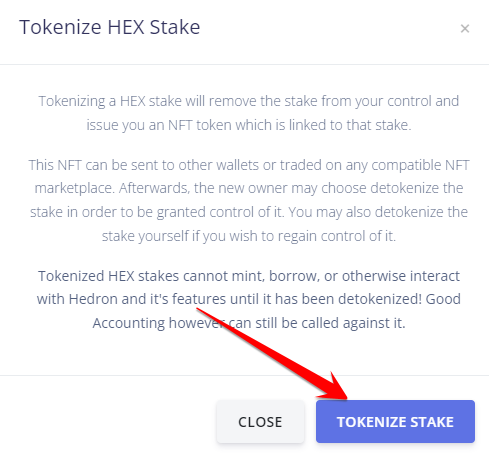 Tokenize HEX Stake
×
Tokenizing a HEX stake will remove the stake from your control and
issue you an NFT token which is linked to that stake.
This NFT can be sent to other wallets or traded on any compatible NFT
marketplace. Afterwards, the new owner may choose detokenize the
stake in order to be granted control of it. You may also detokenize the
stake yourself if you wish to regain control of it.
Tokenized HEX stakes cannot mint, borrow, or otherwise interact
with Hedron and it's features until it has been detokenized! Good
Accounting however can still be called against it.
CLOSE
TOKENIZE STAKE